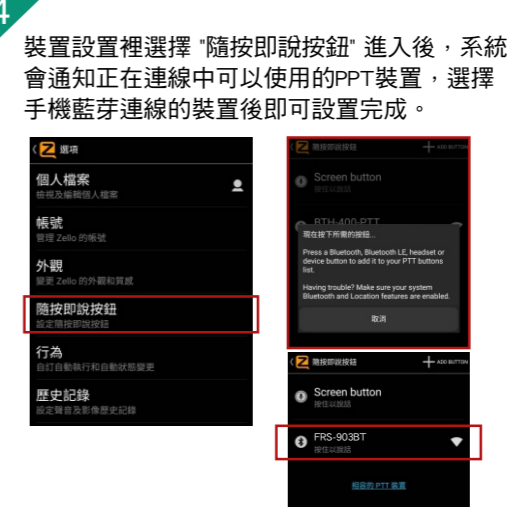 4
裝置設置裡選擇 "隨按即說按鈕" 進入後，系統
會通知正在連線中可以使用的PPT裝置，選擇
手機藍芽連線的裝置後即可設置完成。
選項
個人檔案
檢視及編輯個人檔案
帳號
管理 Zello 的帳號
外觀
變更 Zello 的外觀和質感
隨按即說按鈕
設定隨按即說按鈕
行為
自訂自動執行和自動狀態變更
歷史記錄
設定聲音及影像歷史記錄
隨按即說按鈕 ADD BUTTON
Screen button
按住以說話
BTH-400-PTT
現在按下所需的按鈕...
Press a Bluetooth, Bluetooth LE, headset or
device button to add it to your PTT buttons
list.
Having trouble? Make sure your system
Bluetooth and Location features are enabled.
取消
隨按即說按鈕 ADD BUTTON
Screen button
按住以說話
FRS-903BT
按住以說話
相容的 PTT 裝置